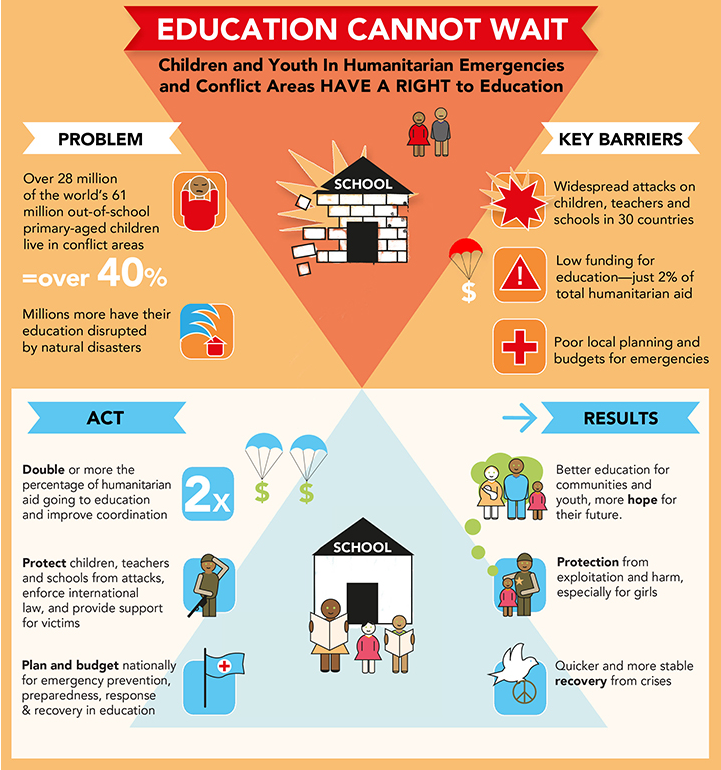 EDUCATION CANNOT WAIT
Children and Youth In Humanitarian Emergencies
and Conflict Areas HAVE A RIGHT to Education
PROBLEM
Over 28 million
of the world's 61
million out-of-school
primary-aged children
live in conflict areas
=over 40%
Millions more have their
education disrupted
by natural disasters
SCHOOL
$
KEY BARRIERS
Widespread attacks on
children, teachers and
schools in 30 countries
Low funding for
education—just 2% of
total humanitarian aid
Poor local planning and
budgets for emergencies
ACT
Double or more the
percentage of humanitarian
aid going to education
and improve coordination
2x
$ $
Protect children, teachers
and schools from attacks,
enforce international
law, and provide support
for victims
Plan and budget nationally
for emergency prevention,
preparedness, response
& recovery in education
SCHOOL
RESULTS
Better education for
communities and
youth, more hope for
their future.
Protection from
exploitation and harm,
especially for girls
Quicker and more stable
recovery from crises